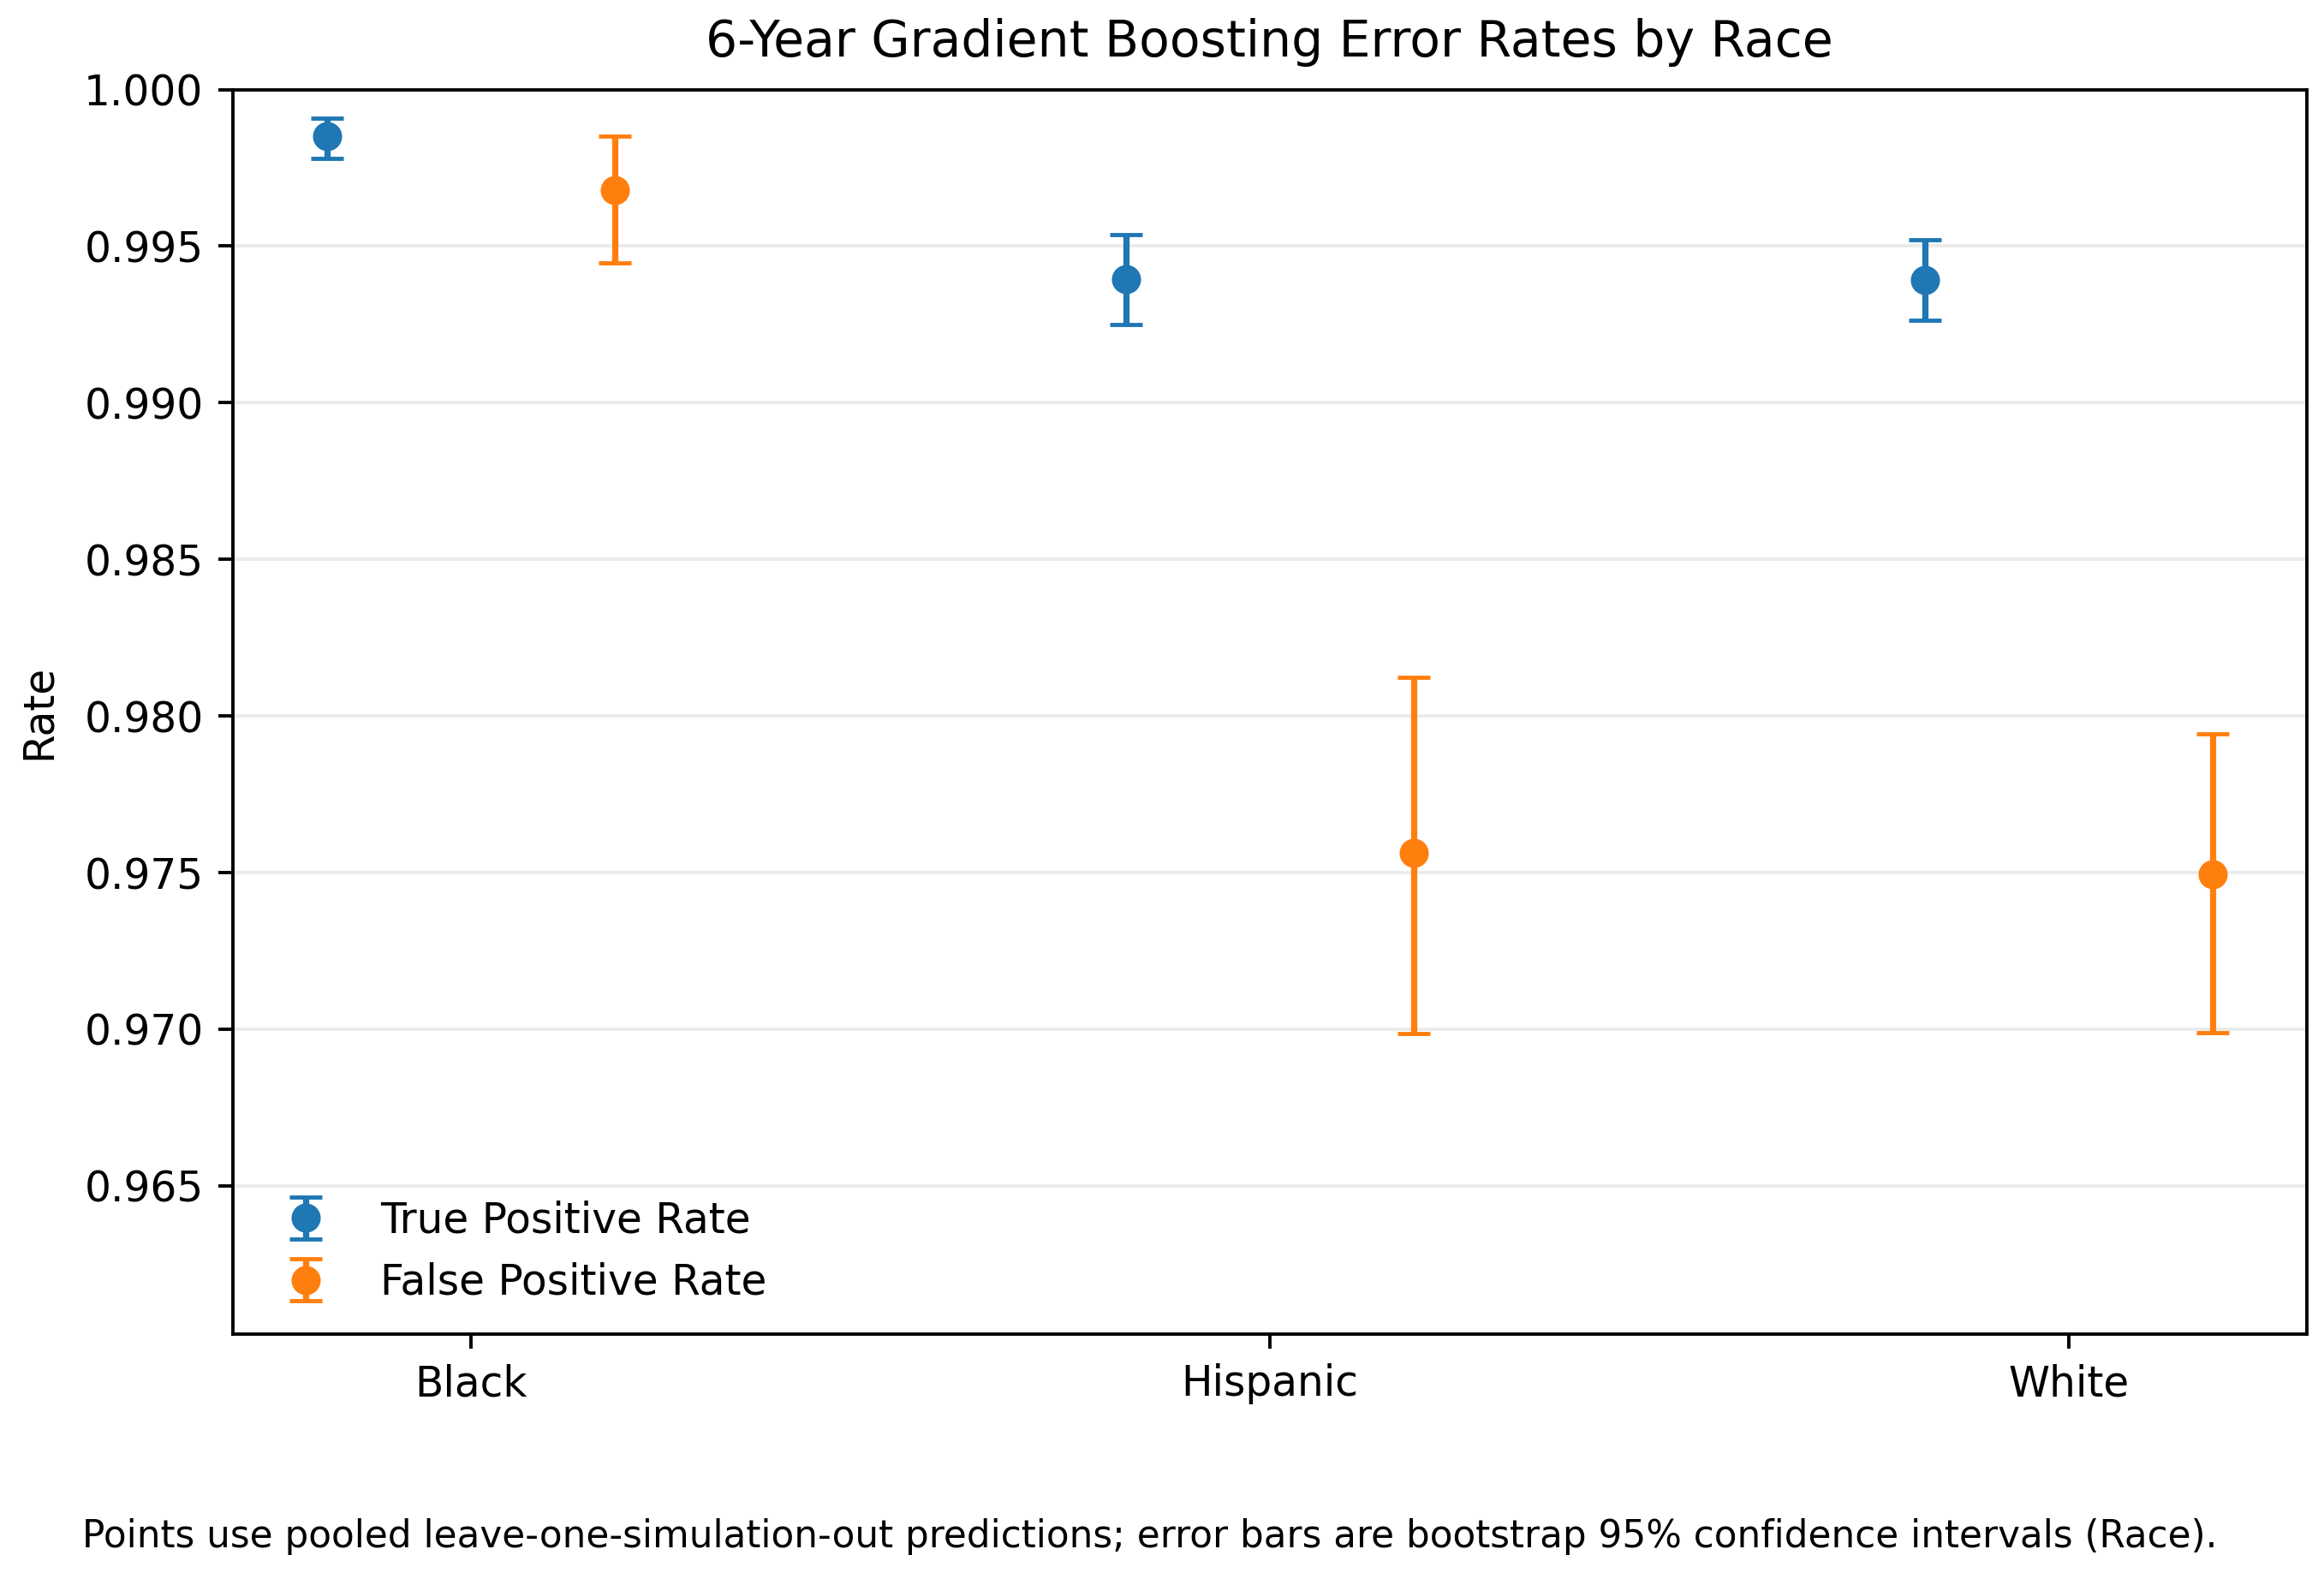 6-Year Gradient Boosting Error Rates by Race
1.000
0.995
0.990
0.985
0.980
0.975
0.970
0.965
Rate
True Positive Rate
False Positive Rate
Black
Hispanic
White
Points use pooled leave-one-simulation-out predictions; error bars are bootstrap 95% confidence intervals (Race).